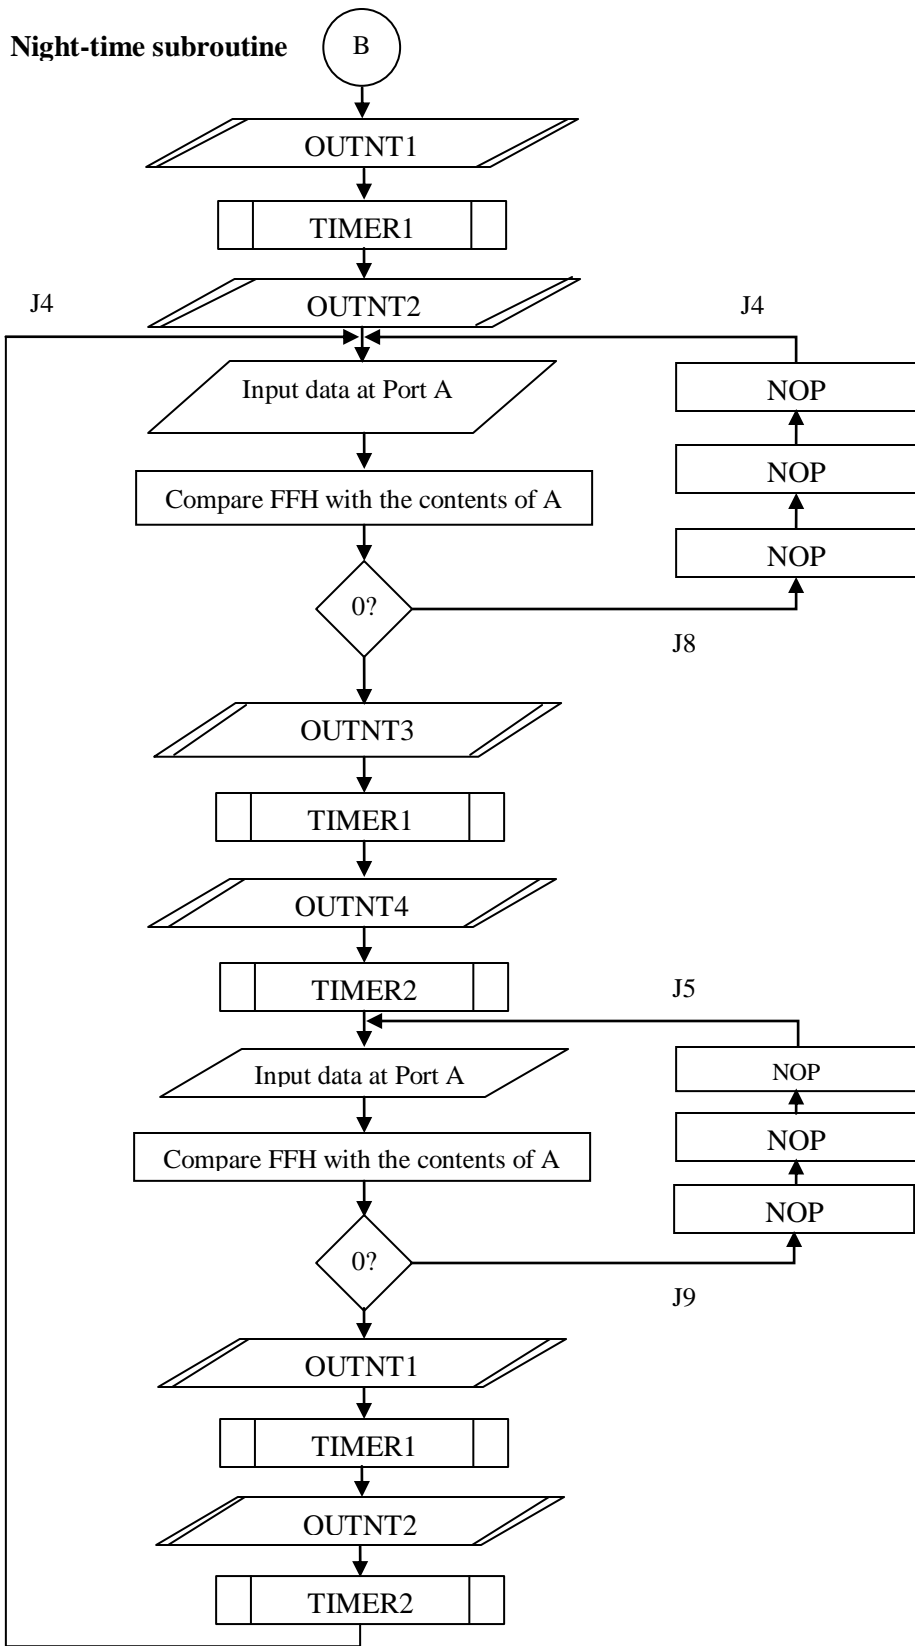 Night-time subroutine
B
OUTNT1
TIMER1
OUTNT2
J4
J4
Input data at Port A
NOP
Compare FFH with the contents of A
NOP
NOP
0?
J8
OUTNT3
TIMER1
OUTNT4
TIMER2
J5
Input data at Port A
NOP
Compare FFH with the contents of A
NOP
NOP
0?
J9
OUTNT1
TIMER1
OUTNT2
TIMER2